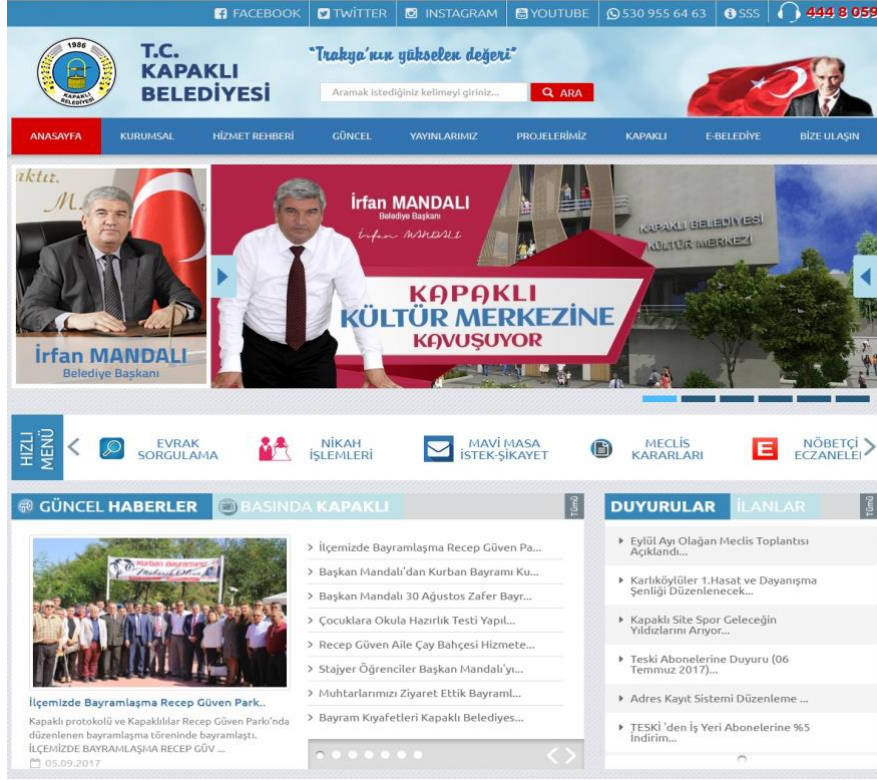 FACEBOOK
TWİTTER
INSTAGRAM
YOUTUBE
530 955 64 63
SSS
444 8 059
1986
KAPAKLI
BELEDİYESİ
T.C.
KAPAKLI
BELEDİYESİ
"Trakya'nın yükselen değeri"
Aramak istediğiniz kelimeyi giriniz...
ARA
ANASAYFA
KURUMSAL
HİZMET REHBERİ
GÜNCEL
YAYINLARIMIZ
PROJELERİMİZ
KAPAKLI
E-BELEDİYE
BİZE ULAŞIN
aktır.
İrfan MANDALI
Belediye Başkanı
İrfan MANDALI
Belediye Başkanı
İrfan MANDALI
KAPAKLI
KÜLTÜR MERKEZİNE
KAVUŞUYOR
KAPAKLI BELEDİYESİ
KÜLTÜR MERKEZİ
HIZLI
MENÜ
EVRAK
SORGULAMA
NİKAH
İŞLEMLERİ
MAVİ MASA
İSTEK-ŞİKAYET
MECLİS
KARARLARI
E
NÖBETÇİ
ECZANELEI
GÜNCEL HABERLER
BASINDA KAPAKLI
Tümü
DUYURULAR
İLANLAR
Tümü
Kurban Bayramınız
İlçemizde Bayramlaşma Recep Güven Park..
Kapaklı protokolü ve Kapaklılılar Recep Güven Parkı'nda
düzenlenen bayramlaşma töreninde bayramlaştı.
İLÇEMİZDE BAYRAMLAŞMA RECEP GÜV ...
05.09.2017
İlçemizde Bayramlaşma Recep Güven Pa...
Başkan Mandalı'dan Kurban Bayramı Ku...
Başkan Mandalı 30 Ağustos Zafer Bayr...
Çocuklara Okula Hazırlık Testi Yapıl...
Recep Güven Aile Çay Bahçesi Hizmete...
Stajyer Öğrenciler Başkan Mandalı'yı...
Muhtarlarımızı Ziyaret Ettik Bayraml...
Bayram Kıyafetleri Kapaklı Belediyes...
Eylül Ayı Olağan Meclis Toplantısı
Açıklandı...
Karlıköylüler 1.Hasat ve Dayanışma
Şenliği Düzenlenecek...
Kapaklı Site Spor Geleceğin
Yıldızlarını Arıyor...
Teski Abonelerine Duyuru (06
Temmuz 2017)...
Adres Kayıt Sistemi Düzenleme ...
TESKİ 'den İş Yeri Abonelerine %5
İndirim...